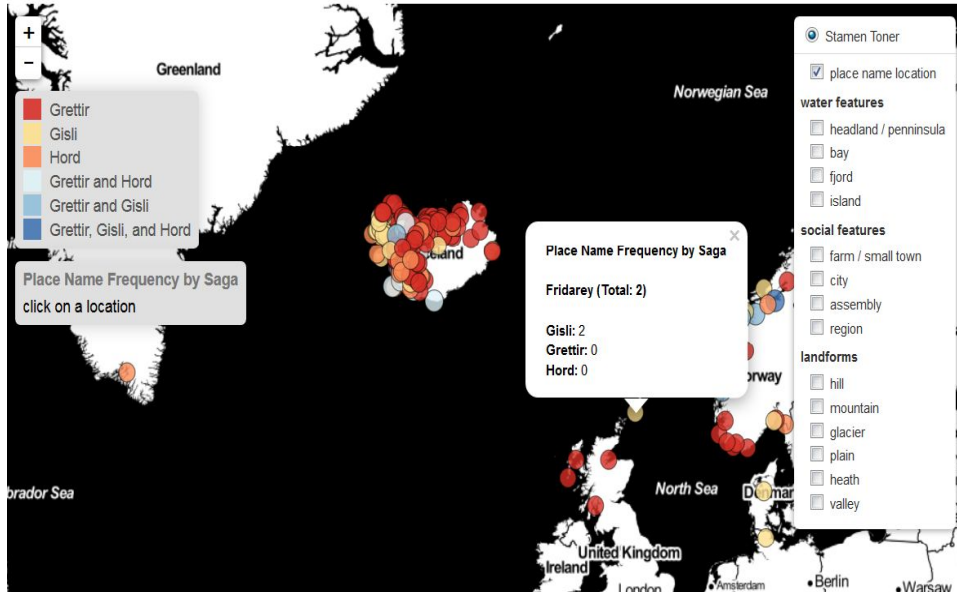 +
−
Greenland
Norwegian Sea
Grettir
Gisli
Hord
Grettir and Hord
Grettir and Gisli
Grettir, Gisli, and Hord
Place Name Frequency by Saga
click on a location
eland
×
Place Name Frequency by Saga
Fridarey (Total: 2)
Gisli: 2
Grettir: 0
Hord: 0
orway
brador Sea
North Sea
Denmar
United Kingdom
Ireland
London
Amsterdam
Berlin
Warsaw
Stamen Toner
place name location
water features
headland / penninsula
bay
fjord
island
social features
farm / small town
city
assembly
region
landforms
hill
mountain
glacier
plain
heath
valley